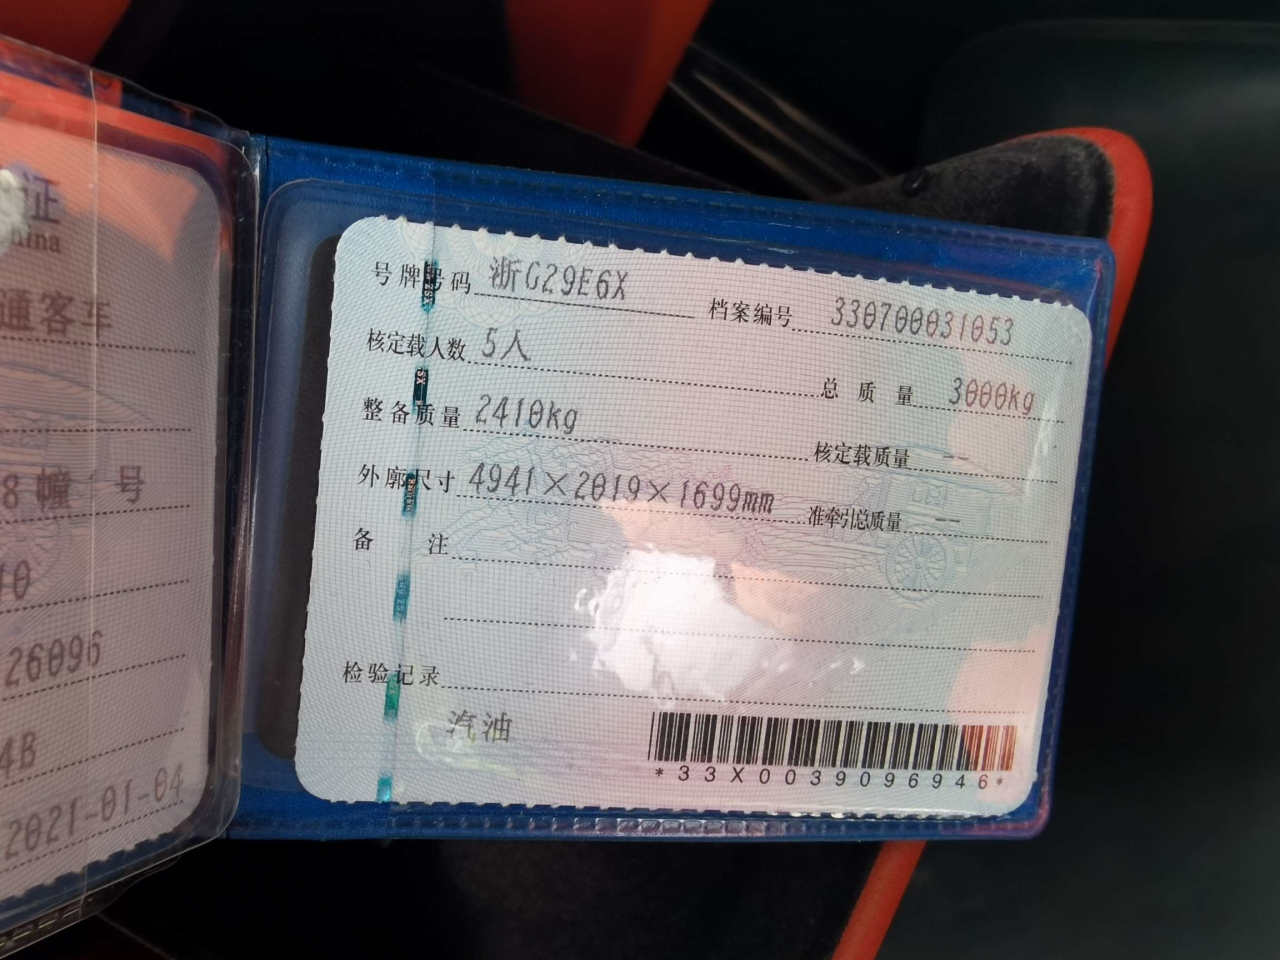 证
China
通客车
8幢 号
10
26096
4B
2021-01-04
号牌号码 浙G29E6X 档案编号 330700031053
核定载人数 5人 总质量 3000kg
整备质量 2410kg 核定载质量 --
外廓尺寸 4941×2019×1699mm 准牵引总质量 --
备注
检验记录
汽油
*33X0039096946*